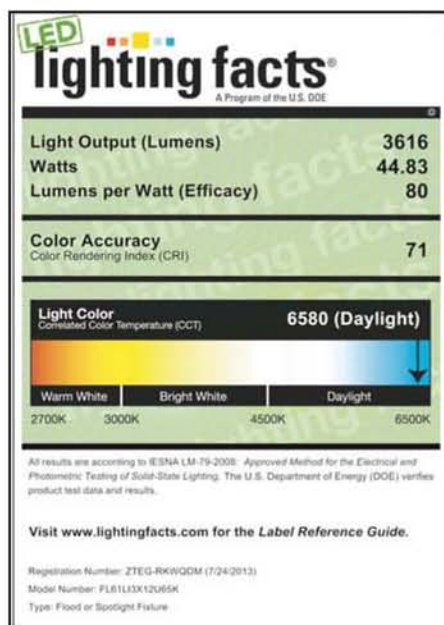 LED
lighting facts®
A Program of the U.S. DOE
Light Output (Lumens) 3616
Watts 44.83
Lumens per Watt (Efficacy) 80
Color Accuracy 71
Color Rendering Index (CRI)
Light Color 6580 (Daylight)
Correlated Color Temperature (CCT)
Warm White Bright White Daylight
2700K 3000K 4500K 6500K
All results are according to IESNA LM-79-2008: Approved Method for the Electrical and
Photometric Testing of Solid-State Lighting. The U.S. Department of Energy (DOE) verifies
product test data and results.
Visit www.lightingfacts.com for the Label Reference Guide.
Registration Number: ZTEG-RKWQDM (7/24/2013)
Model Number: FL61LI3X12U65K
Type: Flood or Spotlight Fixture